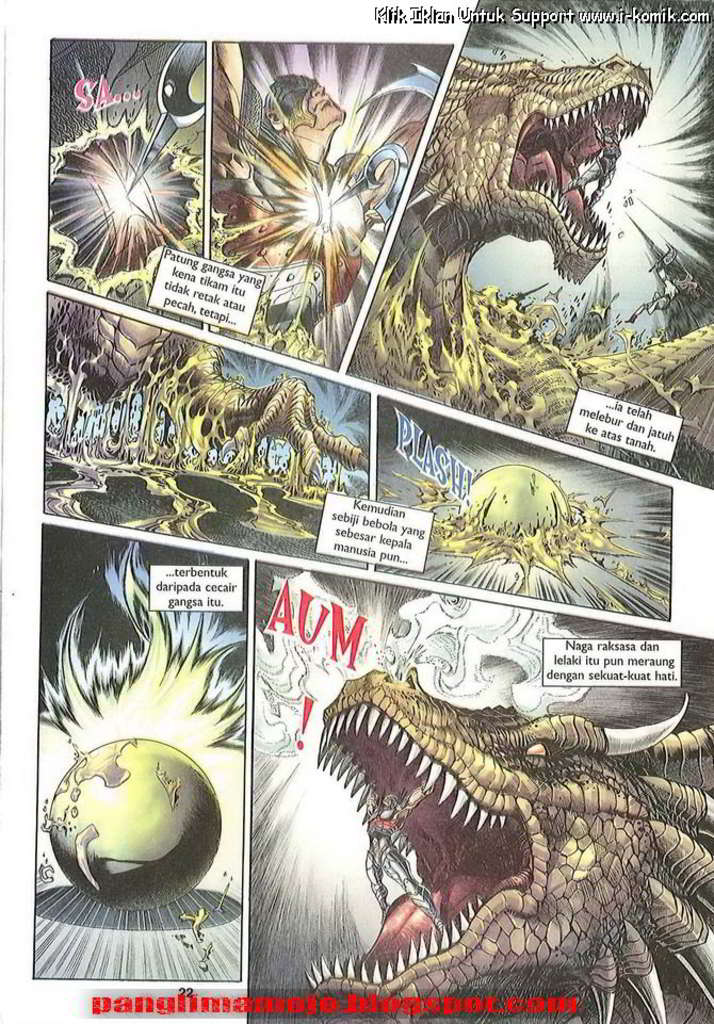 Klik Iklan Untuk Support www.i-komik.com
SA...
Patung gangsa yang
kena tikam itu
tidak retak atau
pecah, tetapi...
...ia telah
melebur dan jatuh
ke atas tanah.
PLASH!
Kemudian
sebiji bebola yang
sebesar kepala
manusia pun...
...terbentuk
daripada cecair
gangsa itu.
AUM
!
Naga raksasa dan
lelaki itu pun meraung
dengan sekuat-kuat hati.
22
panglimamoje.blogspot.com